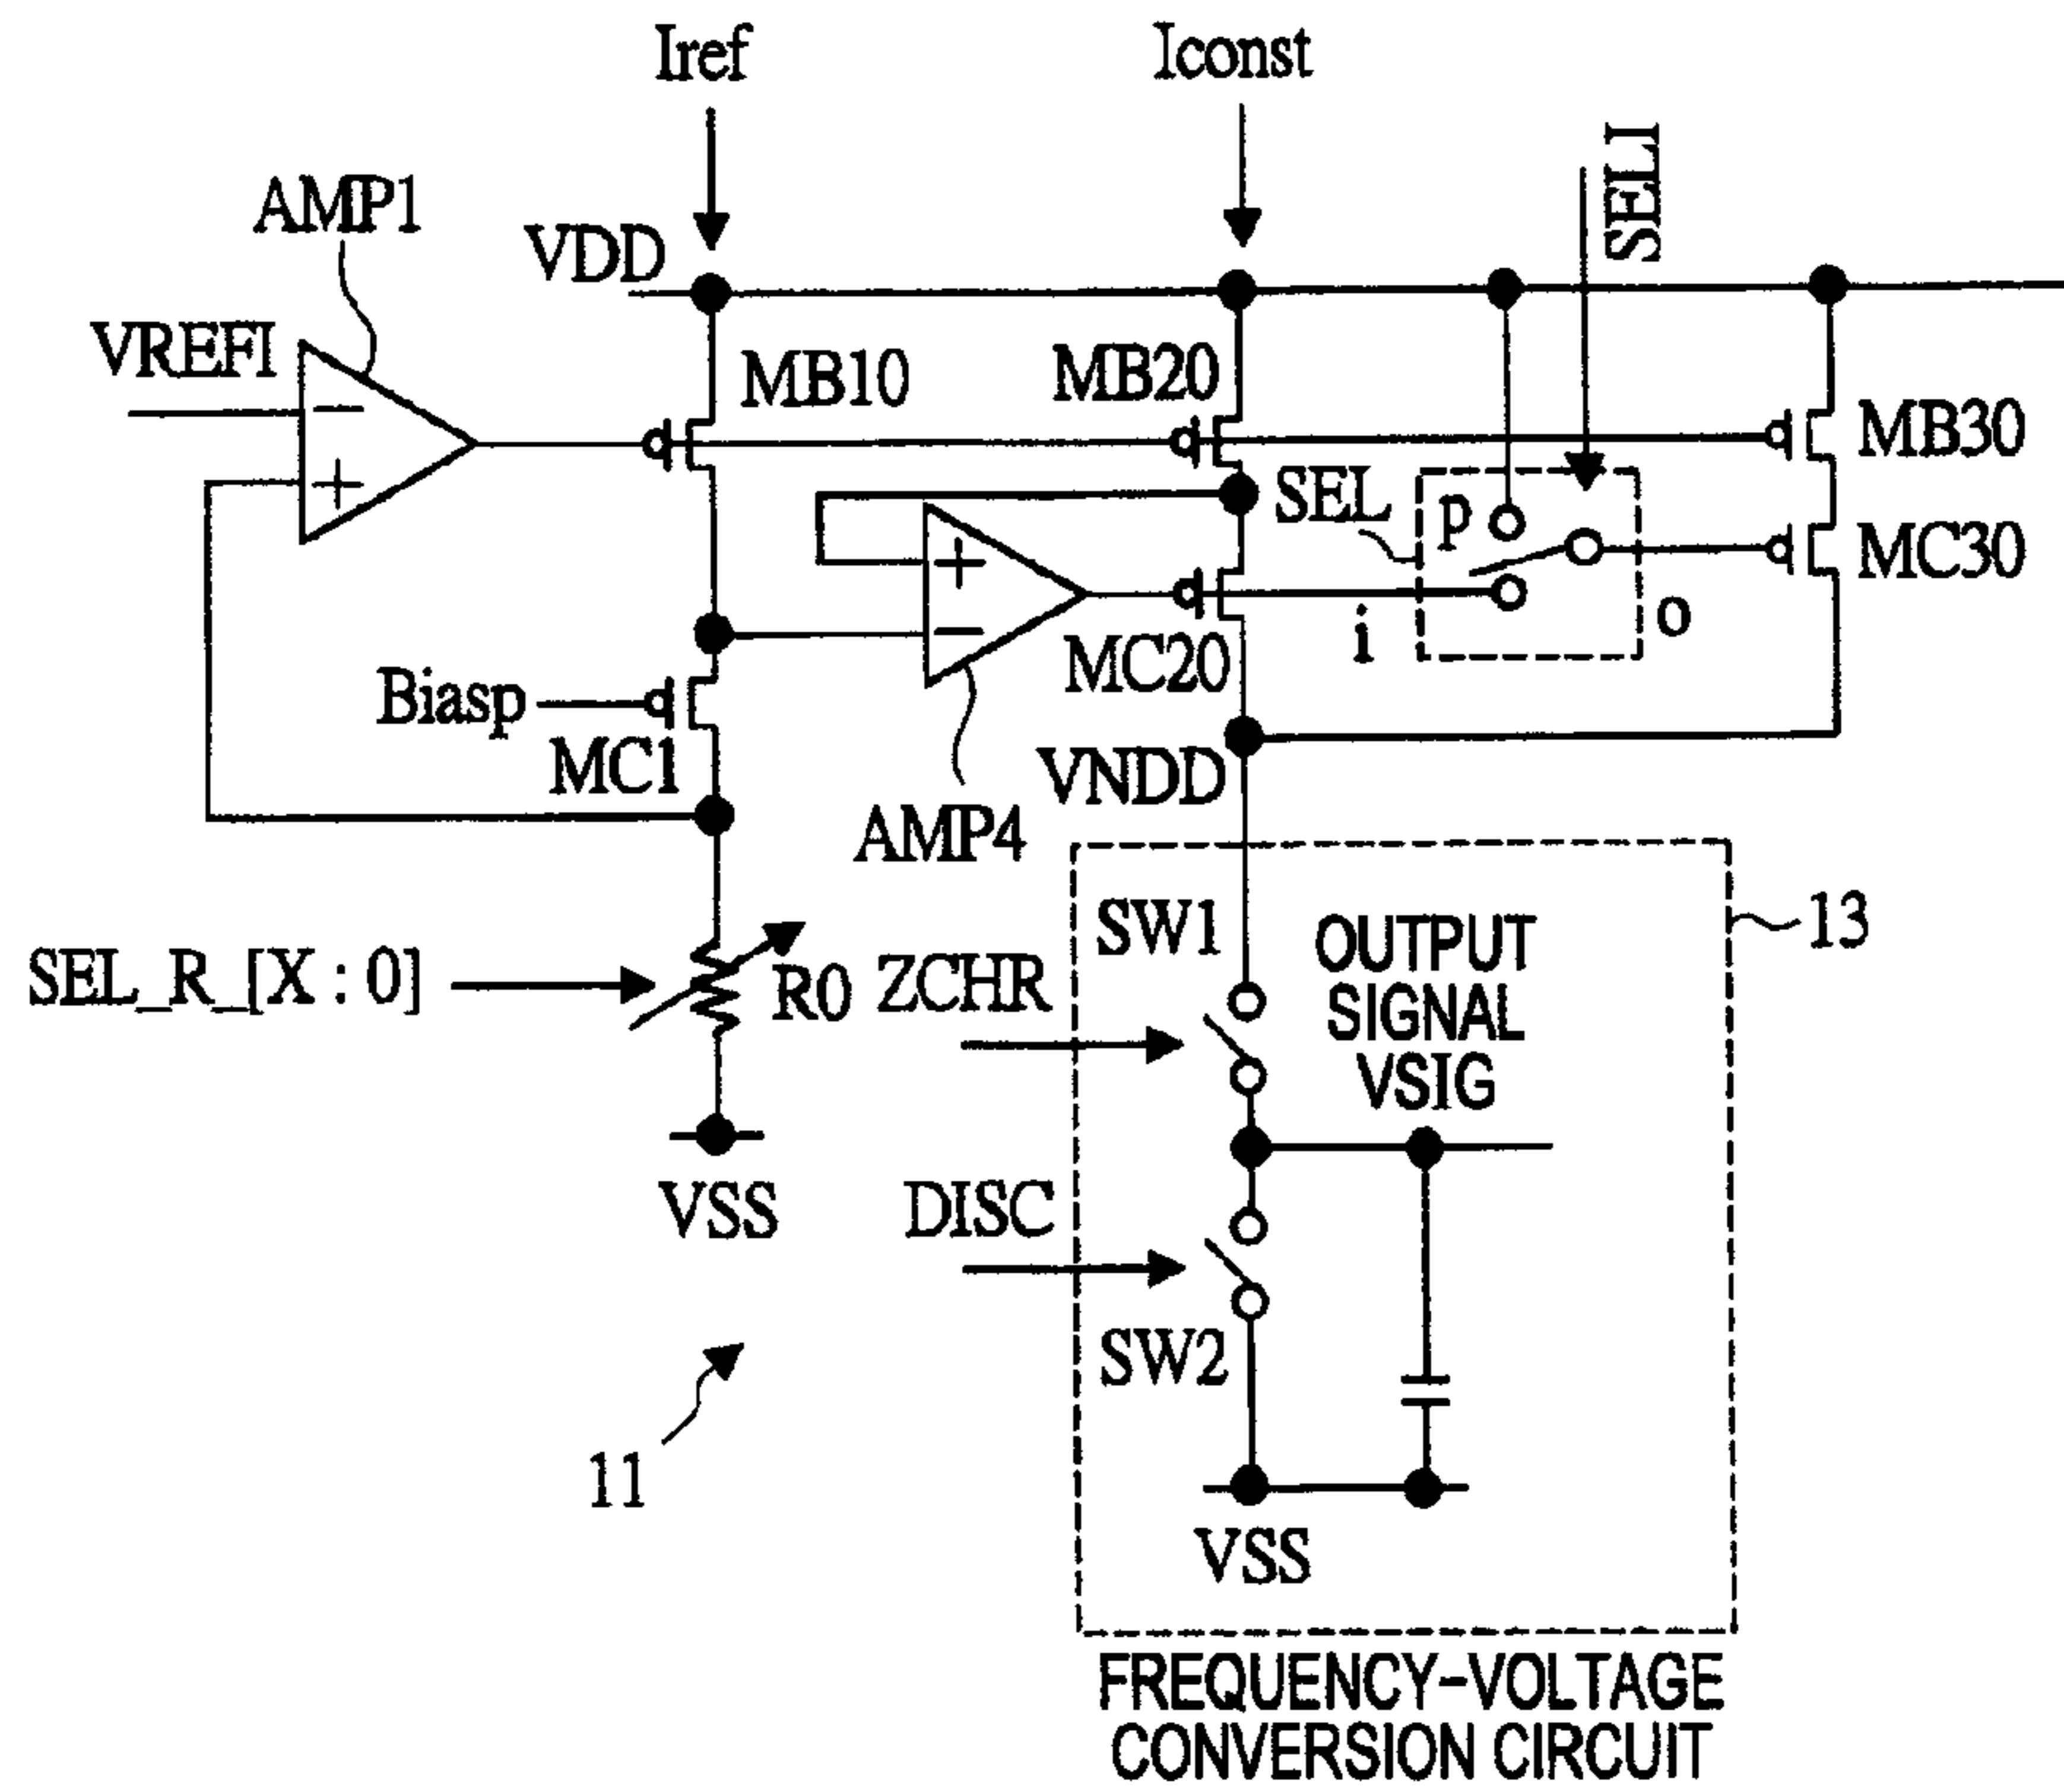 Iref
Iconst
SELI
AMP1
VDD
VREFI
MB10
MB20
MB30
−
+
SEL
p
MC30
+
−
i
o
MC20
Biasp
MC1
VNDD
AMP4
SW1
13
OUTPUT
SIGNAL
VSIG
SEL_R_[X : 0]
R0
ZCHR
VSS
DISC
SW2
11
VSS
FREQUENCY-VOLTAGE
CONVERSION CIRCUIT